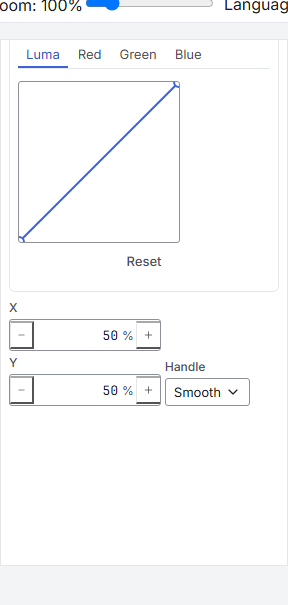 oom: 100% Languag
Luma Red Green Blue
Reset
X
− 50 % +
Y
− 50 % +
Handle
Smooth